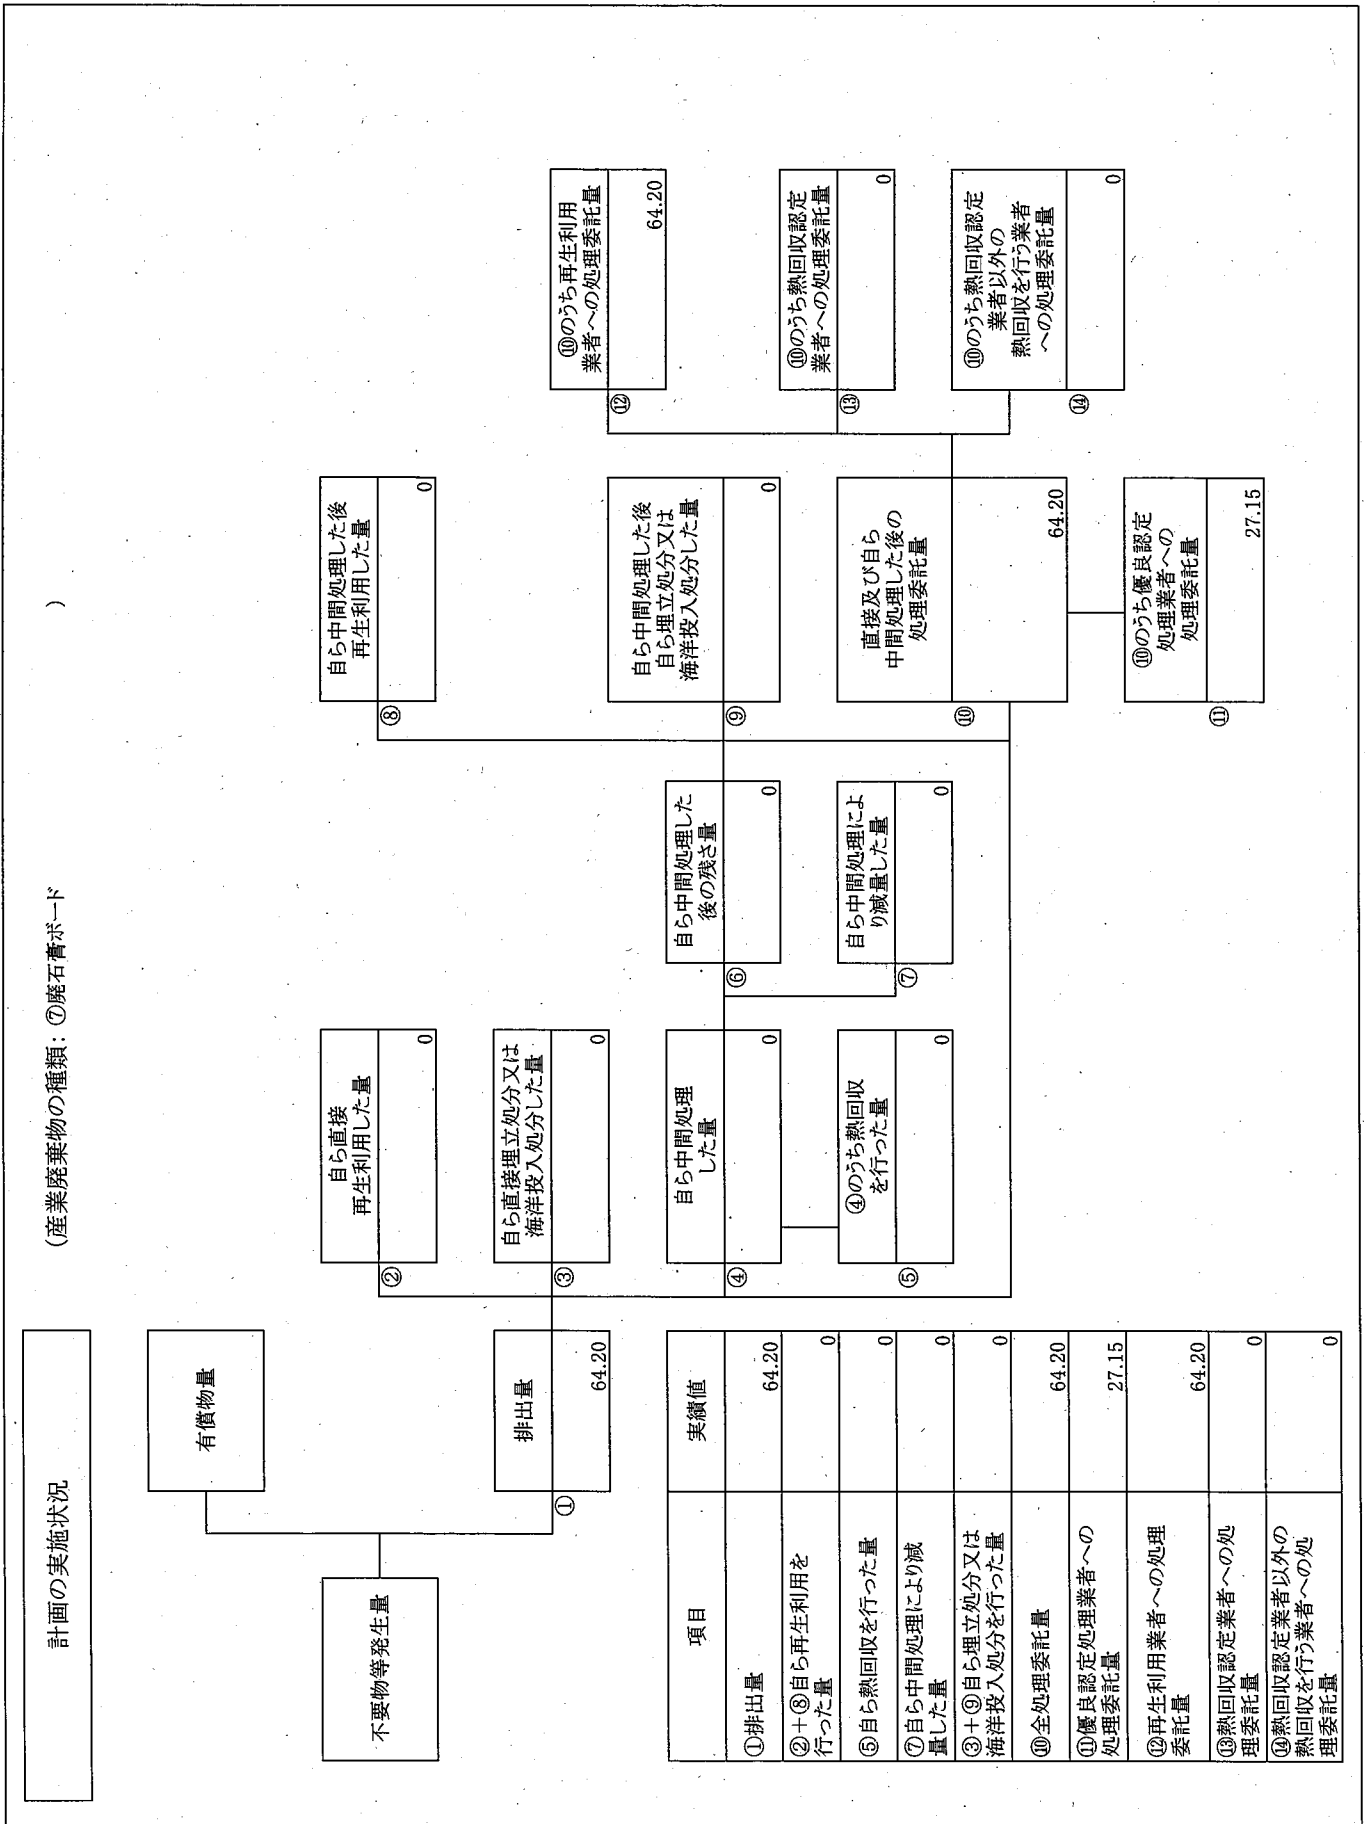 計画の実施状況
(産業廃棄物の種類：⑦廃石膏ボード
)
不要物等発生量
有償物量
①
排出量
64.20
②
自ら直接
再生利用した量
0
③
自ら直接埋立処分又は
海洋投入処分した量
0
④
自ら中間処理
した量
0
⑤
④のうち熱回収
を行った量
0
⑥
自ら中間処理した
後の残さ量
0
⑦
自ら中間処理によ
り減量した量
0
⑧
自ら中間処理した後
再生利用した量
0
⑨
自ら中間処理した後
自ら埋立処分又は
海洋投入処分した量
0
⑩
直接及び自ら
中間処理した後の
処理委託量
64.20
⑪
⑩のうち優良認定
処理業者への
処理委託量
27.15
⑫
⑩のうち再生利用
業者への処理委託量
64.20
⑬
⑩のうち熱回収認定
業者への処理委託量
0
⑭
⑩のうち熱回収認定
業者以外の
熱回収を行う業者
への処理委託量
0
項目
実績値
①排出量
64.20
②+⑧自ら再生利用を
行った量
0
⑤自ら熱回収を行った量
0
⑦自ら中間処理により減
量した量
0
③+⑨自ら埋立処分又は
海洋投入処分を行った量
0
⑩全処理委託量
64.20
⑪優良認定処理業者への
処理委託量
27.15
⑫再生利用業者への処理
委託量
64.20
⑬熱回収認定業者への処
理委託量
0
⑭熱回収認定業者以外の
熱回収を行う業者への処
理委託量
0